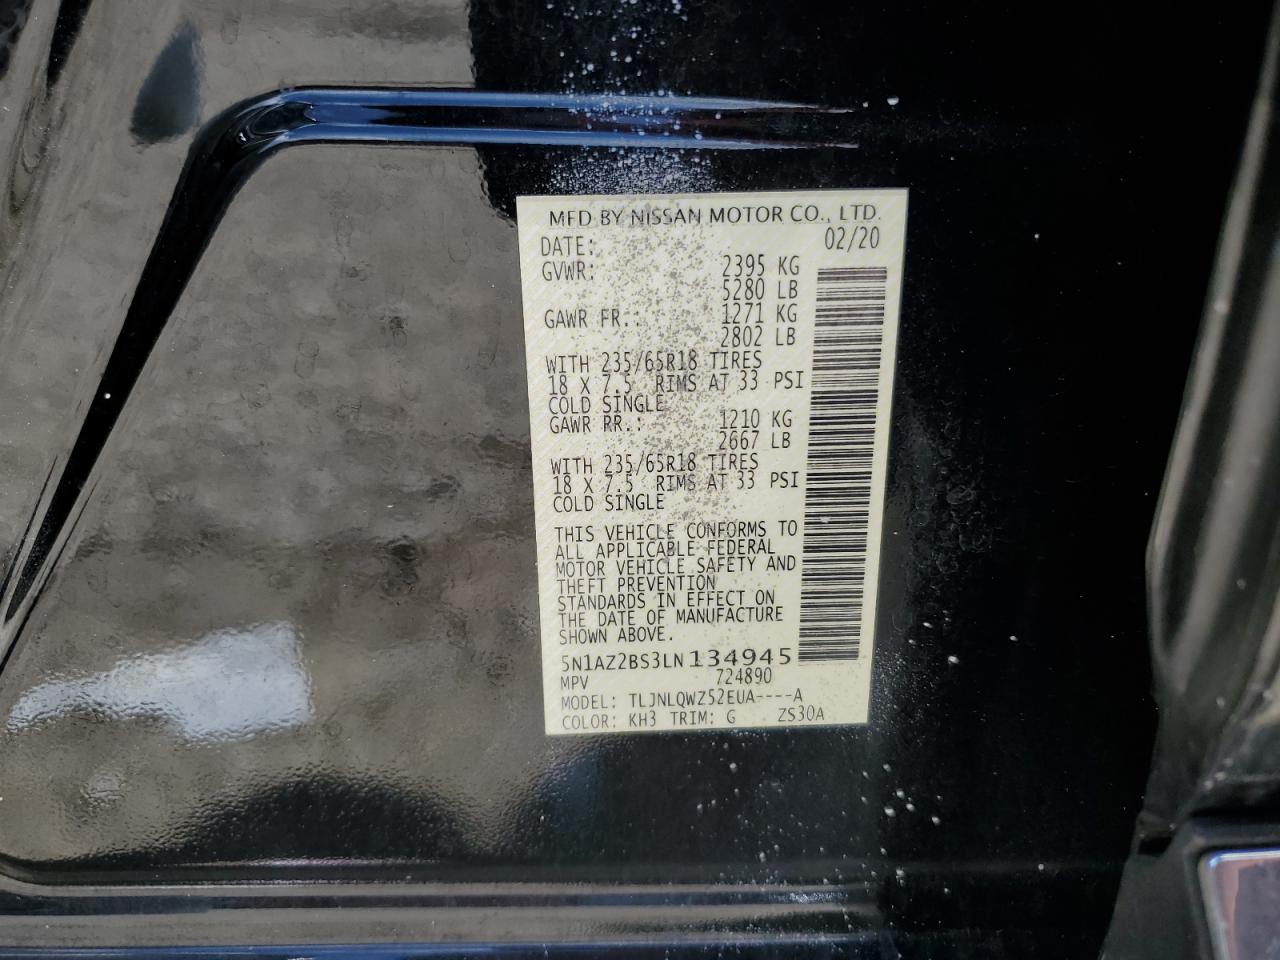 MFD BY NISSAN MOTOR CO., LTD.
DATE: 02/20
GVWR: 2395 KG
5280 LB
GAWR FR.: 1271 KG
2802 LB
WITH 235/65R18 TIRES
18 X 7.5 RIMS AT 33 PSI
COLD SINGLE
GAWR RR.: 1210 KG
2667 LB
WITH 235/65R18 TIRES
18 X 7.5 RIMS AT 33 PSI
COLD SINGLE
THIS VEHICLE CONFORMS TO
ALL APPLICABLE FEDERAL
MOTOR VEHICLE SAFETY AND
THEFT PREVENTION
STANDARDS IN EFFECT ON
THE DATE OF MANUFACTURE
SHOWN ABOVE.
5N1AZ2BS3LN134945
MPV 724890
MODEL: TLJNLQWZ52EUA----A
COLOR: KH3 TRIM: G ZS30A